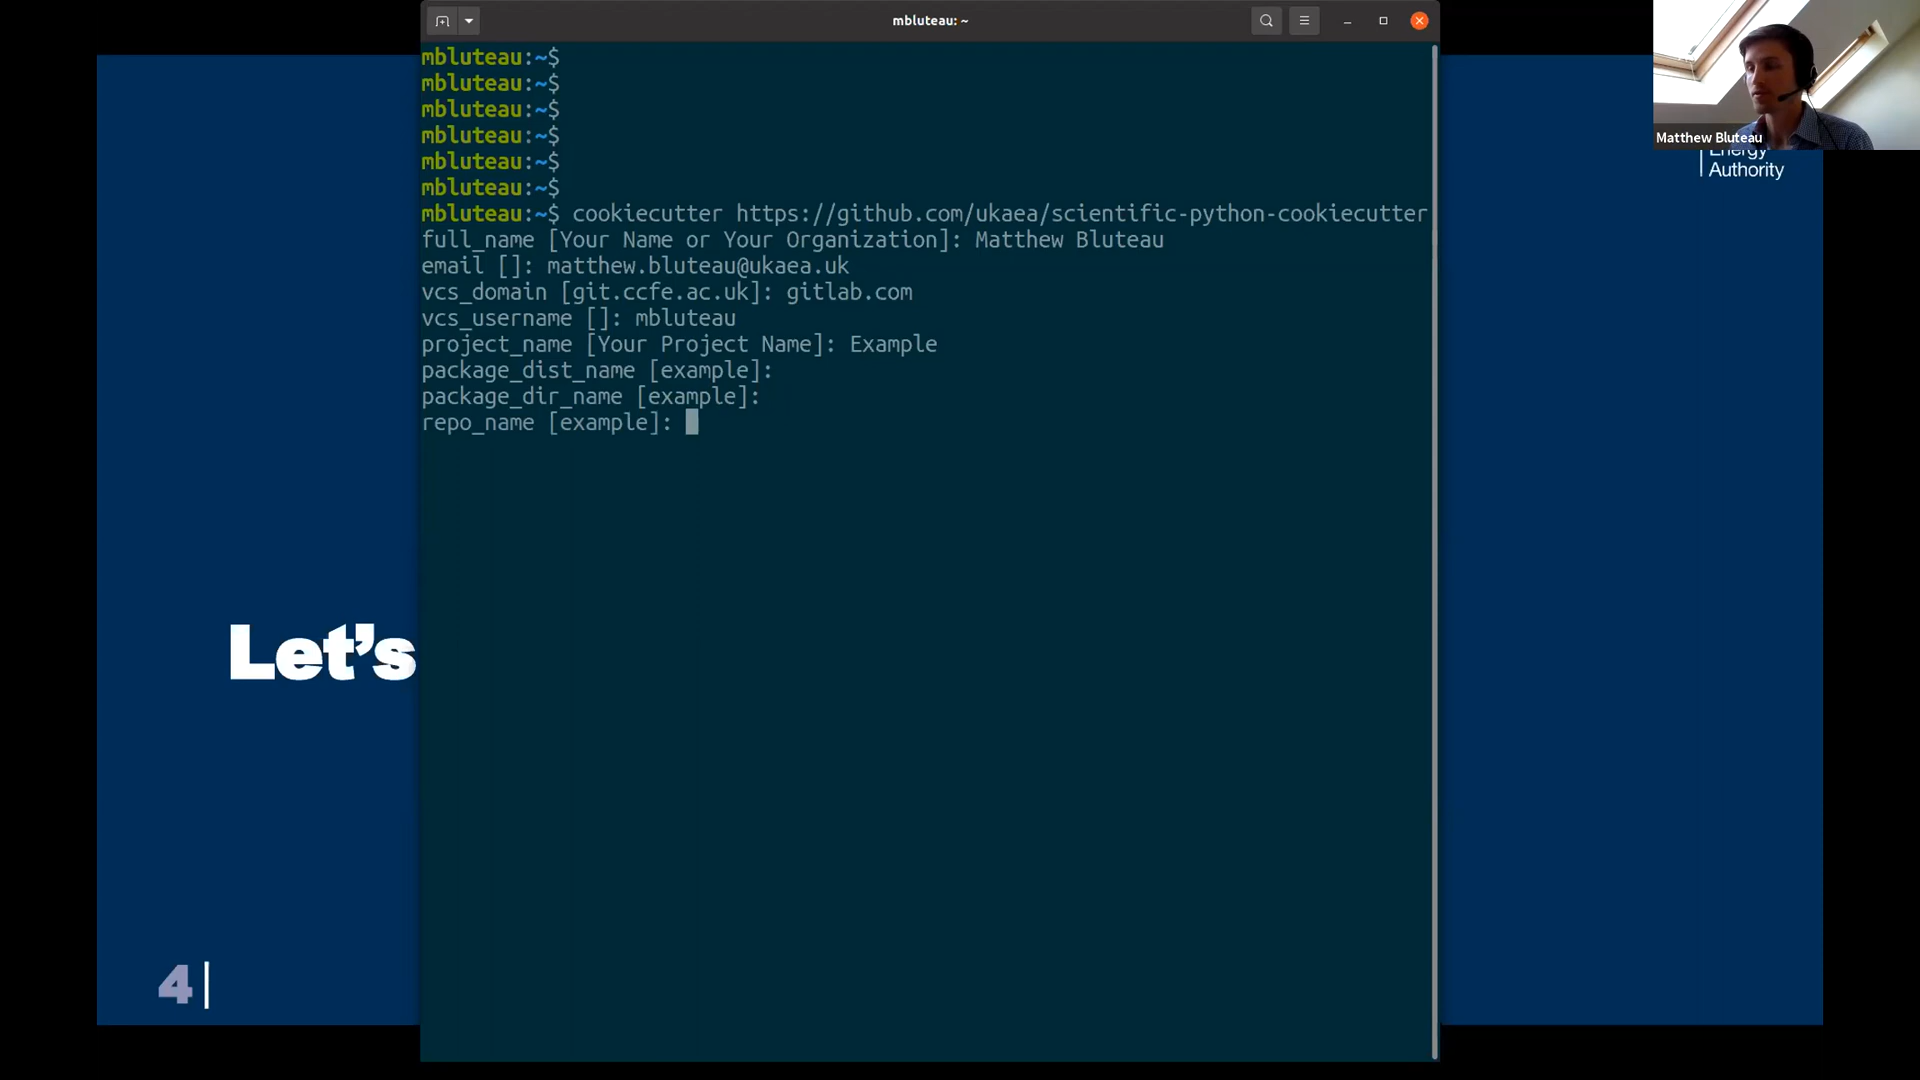 mbluteau: ~
mbluteau:~$
mbluteau:~$
mbluteau:~$
mbluteau:~$
mbluteau:~$
mbluteau:~$
mbluteau:~$ cookiecutter https://github.com/ukaea/scientific-python-cookiecutter
full_name [Your Name or Your Organization]: Matthew Bluteau
email []: matthew.bluteau@ukaea.uk
vcs_domain [git.ccfe.ac.uk]: gitlab.com
vcs_username []: mbluteau
project_name [Your Project Name]: Example
package_dist_name [example]:
package_dir_name [example]:
repo_name [example]:
Matthew Bluteau
Energy
Authority
Let's
4